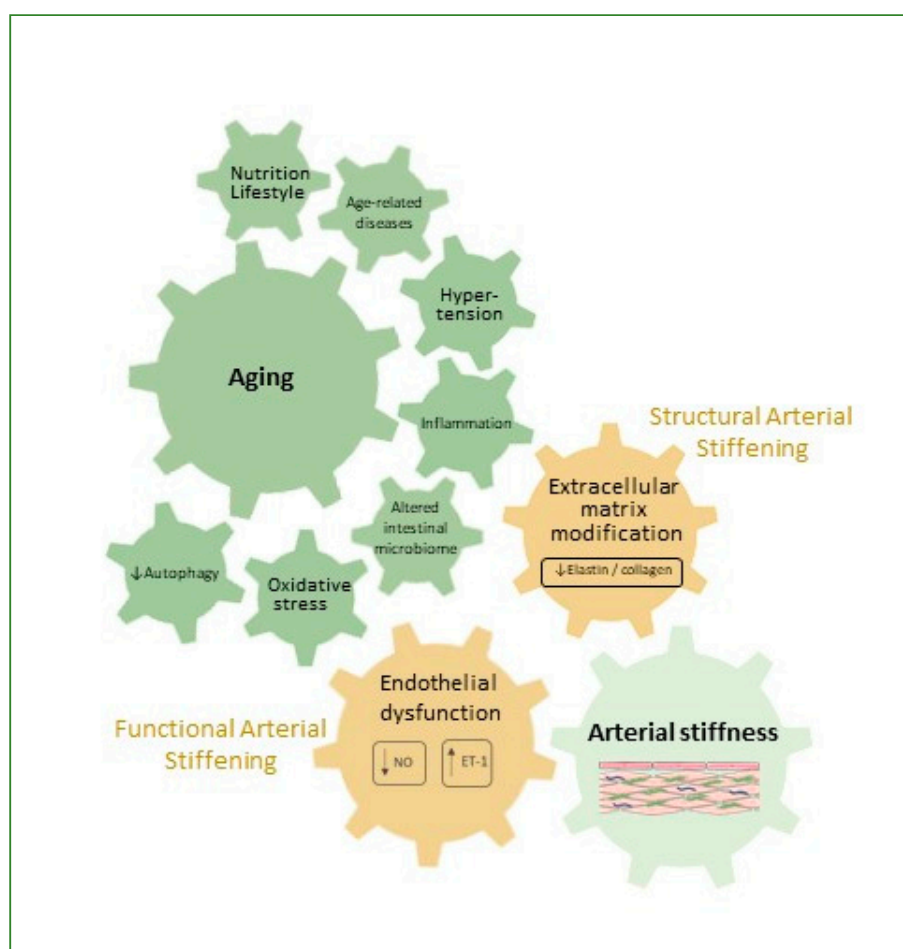 Nutrition
Lifestyle
Age-related
diseases
Hyper-
tension
Aging
Inflammation
Structural Arterial
Stiffening
Extracellular
matrix
modification
↓Elastin / collagen
Altered
intestinal
microbiome
↓Autophagy
Oxidative
stress
Endothelial
dysfunction
↓ NO
↑ ET-1
Functional Arterial
Stiffening
Arterial stiffness